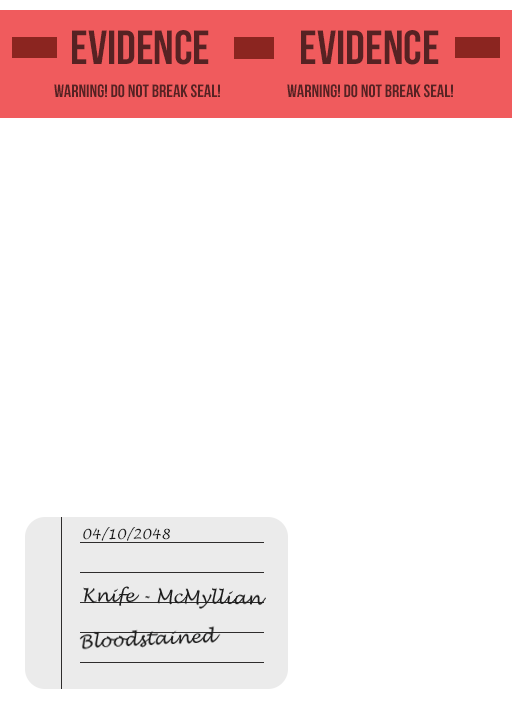 EVIDENCE EVIDENCE
WARNING! DO NOT BREAK SEAL! WARNING! DO NOT BREAK SEAL!
04/10/2048
Knife - McMyllian
Bloodstained